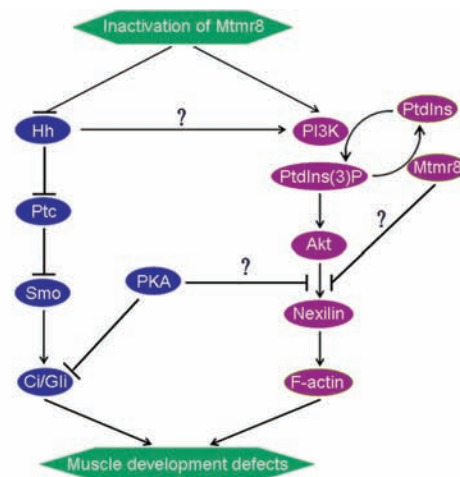 Inactivation of Mtmr8
Hh
?
PI3K
PtdIns
PtdIns(3)P
Mtmr8
Ptc
Akt
?
Smo
PKA
?
Nexilin
Ci/Gli
F-actin
Muscle development defects